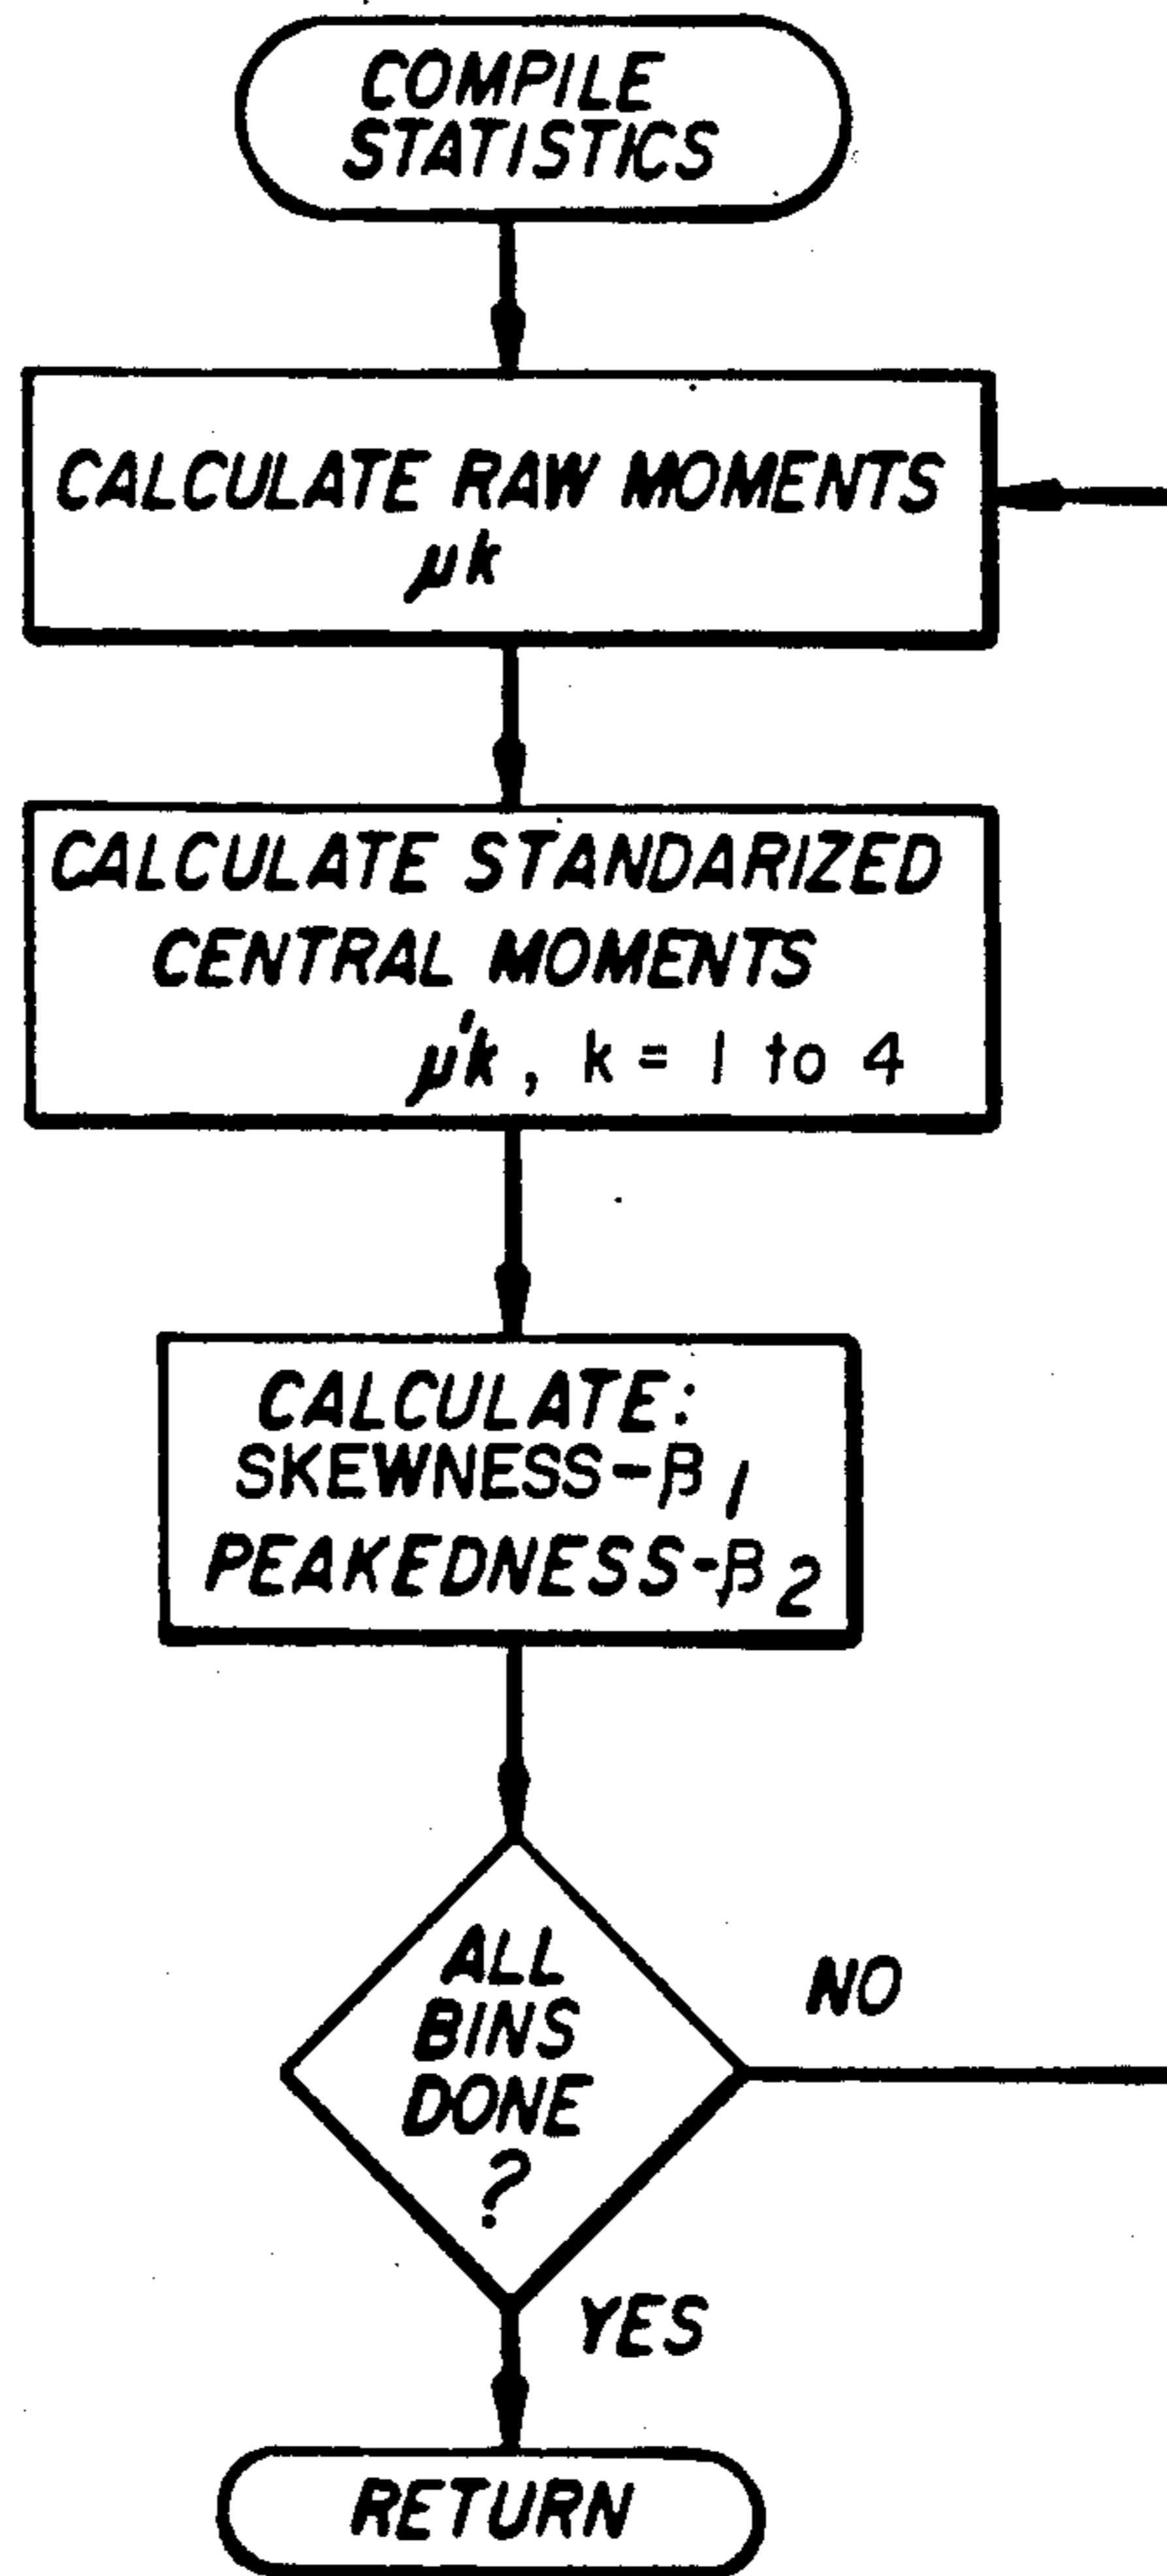 COMPILE
STATISTICS
CALCULATE RAW MOMENTS
μk
CALCULATE STANDARIZED
CENTRAL MOMENTS
μ'k, k = 1 to 4
CALCULATE:
SKEWNESS-β1
PEAKEDNESS-β2
ALL
BINS
DONE
?
NO
YES
RETURN